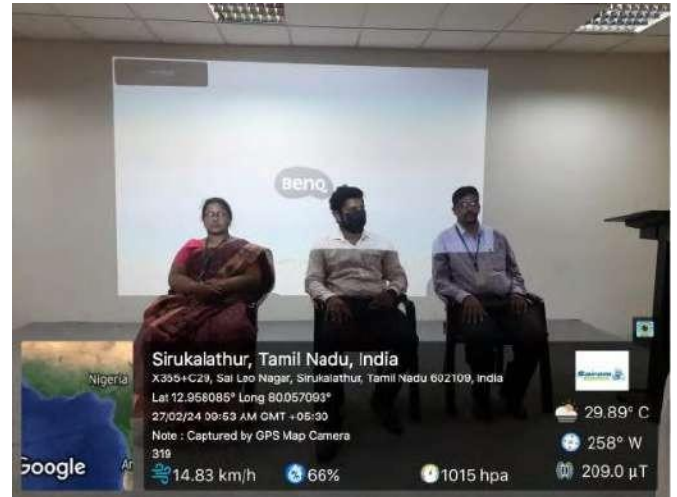 BenQ
Sirukalathur, Tamil Nadu, India
X355+C29, Sai Leo Nagar, Sirukalathur, Tamil Nadu 602109, India
Lat 12.958085° Long 80.057093°
27/02/24 09:53 AM GMT +05:30
Note : Captured by GPS Map Camera
319
14.83 km/h
66%
1015 hpa
29.89° C
258° W
209.0 µT
Nigeria
Google
Sairam